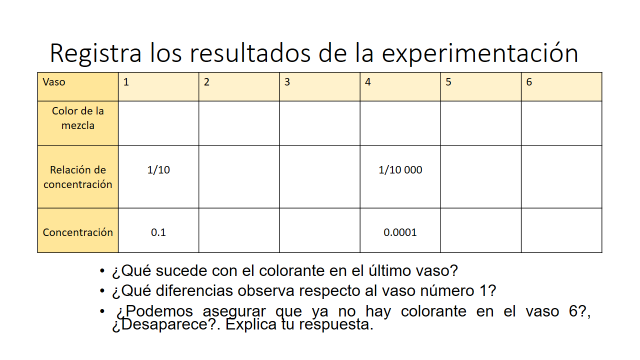 Registra los resultados de la experimentación
Vaso 1 2 3 4 5 6
Color de la
mezcla
Relación de
concentración 1/10 1/10 000
Concentración 0.1 0.0001
• ¿Qué sucede con el colorante en el último vaso?
• ¿Qué diferencias observa respecto al vaso número 1?
• ¿Podemos asegurar que ya no hay colorante en el vaso 6?,
¿Desaparece?. Explica tu respuesta.